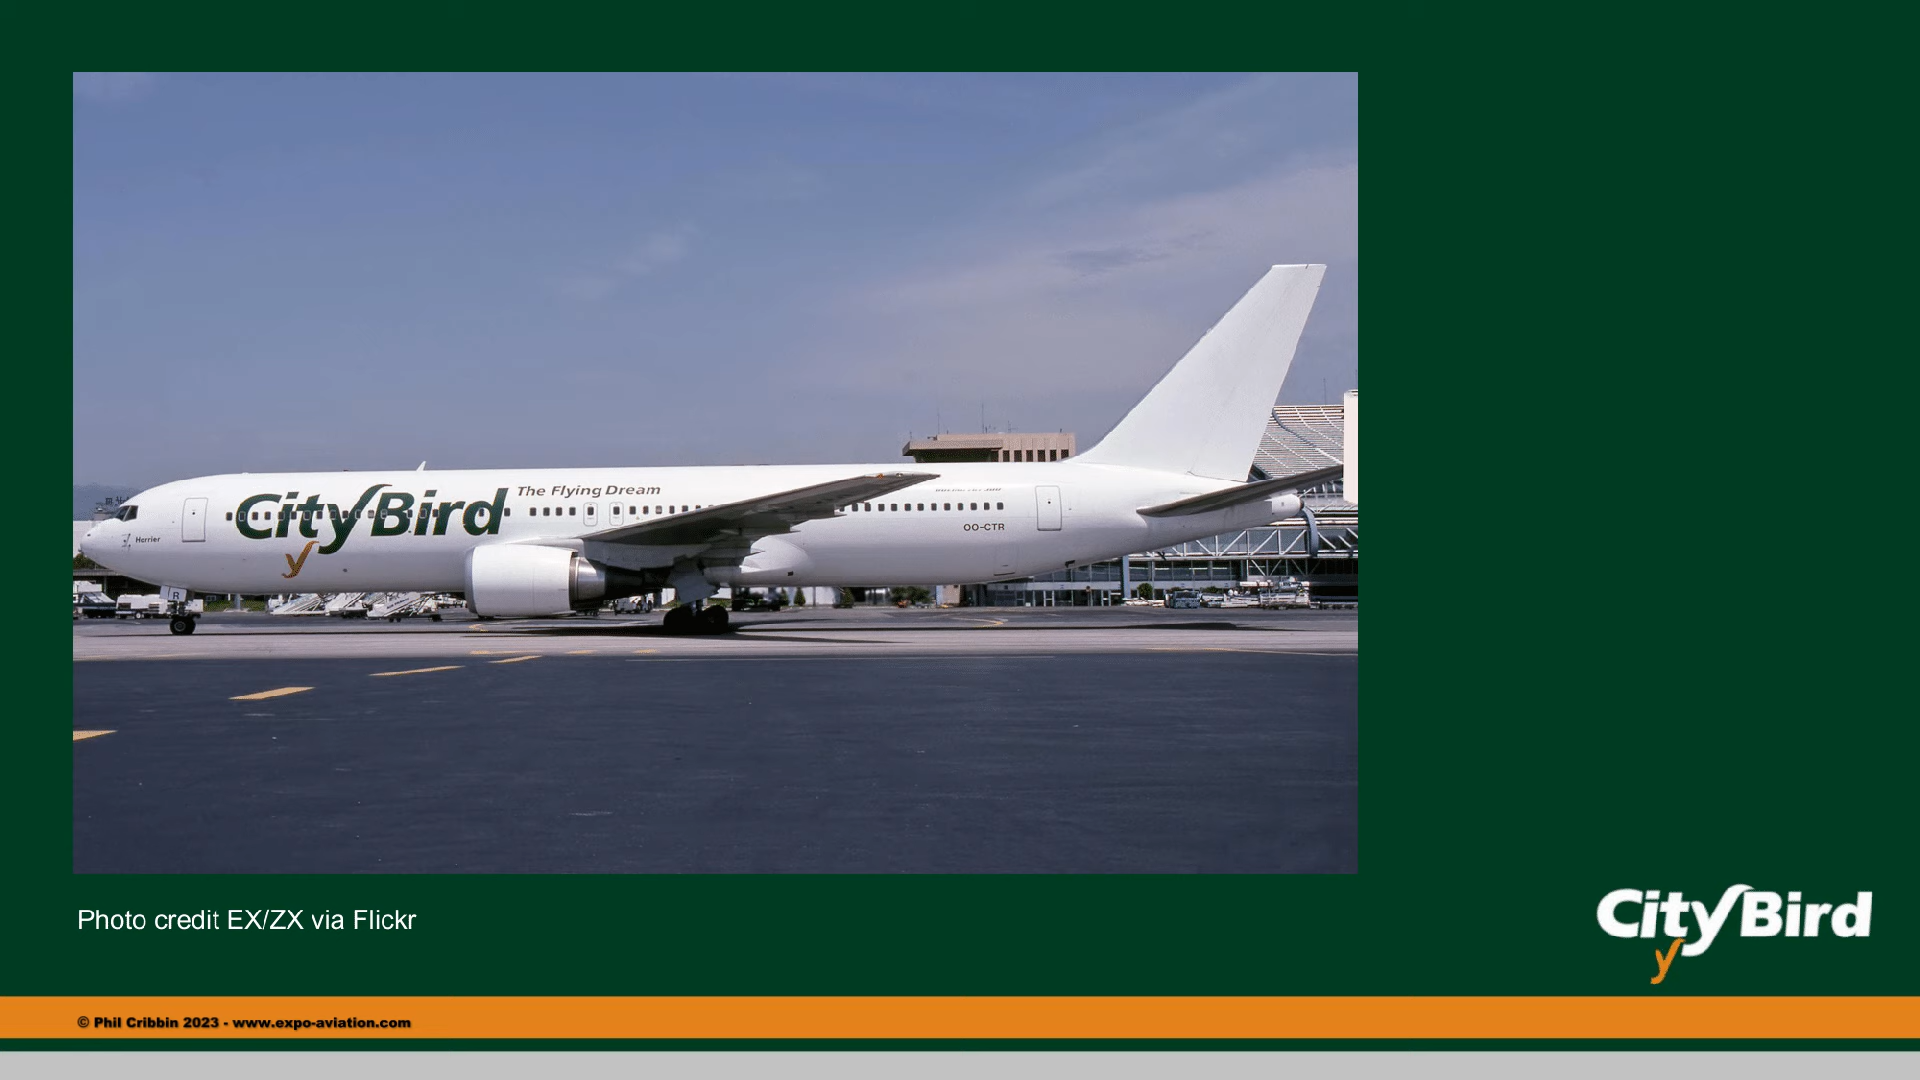 CityBird
The Flying Dream
OO-CTR
Harrier
y
R
Photo credit EX/ZX via Flickr
CityBird
y
© Phil Cribbin 2023 - www.expo-aviation.com